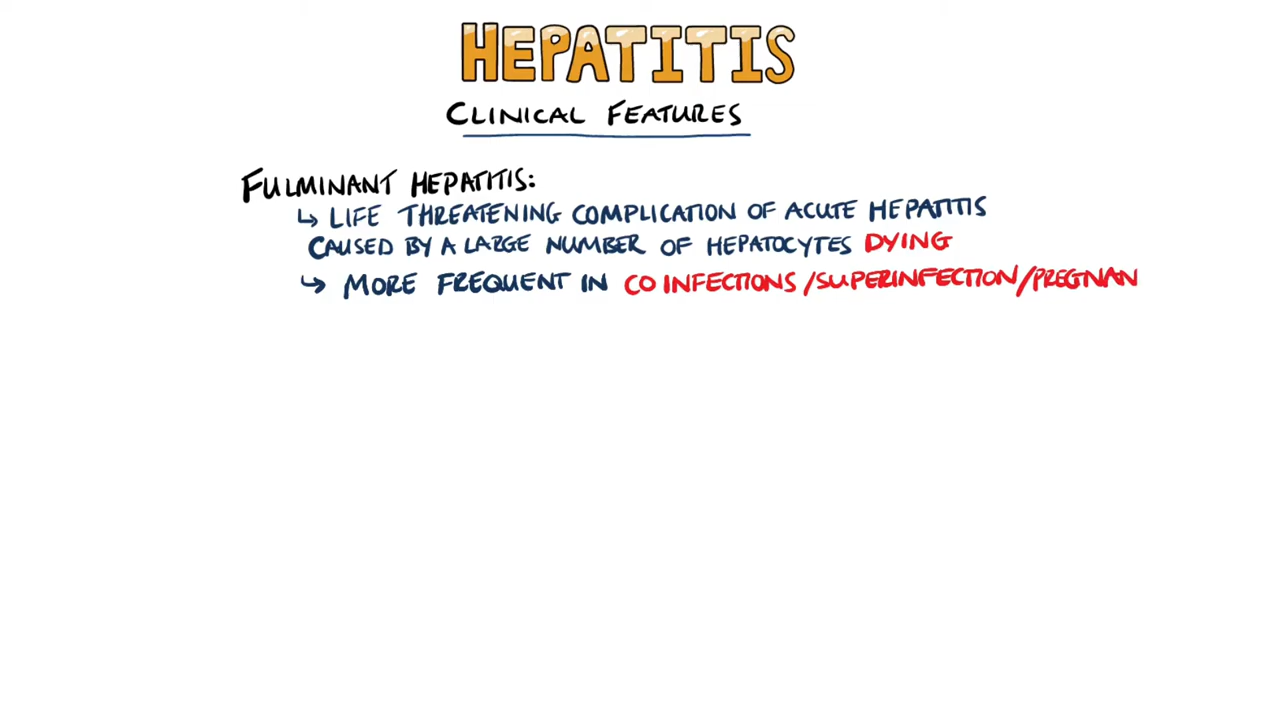 HEPATITIS
CLINICAL FEATURES
FULMINANT HEPATITIS:
↳ LIFE THREATENING COMPLICATION OF ACUTE HEPATITIS
CAUSED BY A LARGE NUMBER OF HEPATOCYTES DYING
↳ MORE FREQUENT IN CO INFECTIONS/SUPERINFECTION/PREGNAN